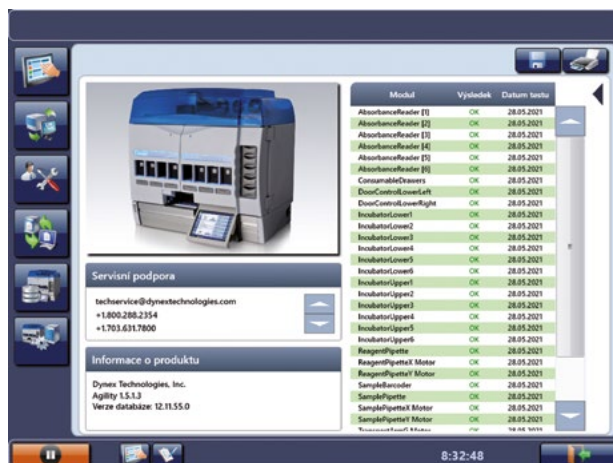 Modul Výsledek Datum testu
AbsorbanceReader [1] OK 28.05.2021
AbsorbanceReader [2] OK 28.05.2021
AbsorbanceReader [3] OK 28.05.2021
AbsorbanceReader [4] OK 28.05.2021
AbsorbanceReader [5] OK 28.05.2021
AbsorbanceReader [6] OK 28.05.2021
ConsumableDrawers OK 28.05.2021
DoorControlLowerLeft OK 28.05.2021
DoorControlLowerRight OK 28.05.2021
IncubatorLower1 OK 28.05.2021
IncubatorLower2 OK 28.05.2021
IncubatorLower3 OK 28.05.2021
IncubatorLower4 OK 28.05.2021
IncubatorLower5 OK 28.05.2021
IncubatorLower6 OK 28.05.2021
IncubatorUpper1 OK 28.05.2021
IncubatorUpper2 OK 28.05.2021
IncubatorUpper3 OK 28.05.2021
IncubatorUpper4 OK 28.05.2021
IncubatorUpper5 OK 28.05.2021
IncubatorUpper6 OK 28.05.2021
ReagentPipette OK 28.05.2021
ReagentPipetteX Motor OK 28.05.2021
ReagentPipetteY Motor OK 28.05.2021
SampleBarcoder OK 28.05.2021
SamplePipette OK 28.05.2021
SamplePipetteX Motor OK 28.05.2021
SamplePipetteY Motor OK 28.05.2021
Motor OK 28.05.2021
Servisní podpora
techservice@dynextechnologies.com
+1.800.288.2354
+1.703.631.7800
Informace o produktu
Dynex Technologies, Inc.
Agility 1.5.1.3
Verze databáze: 12.11.55.0
8:32:48